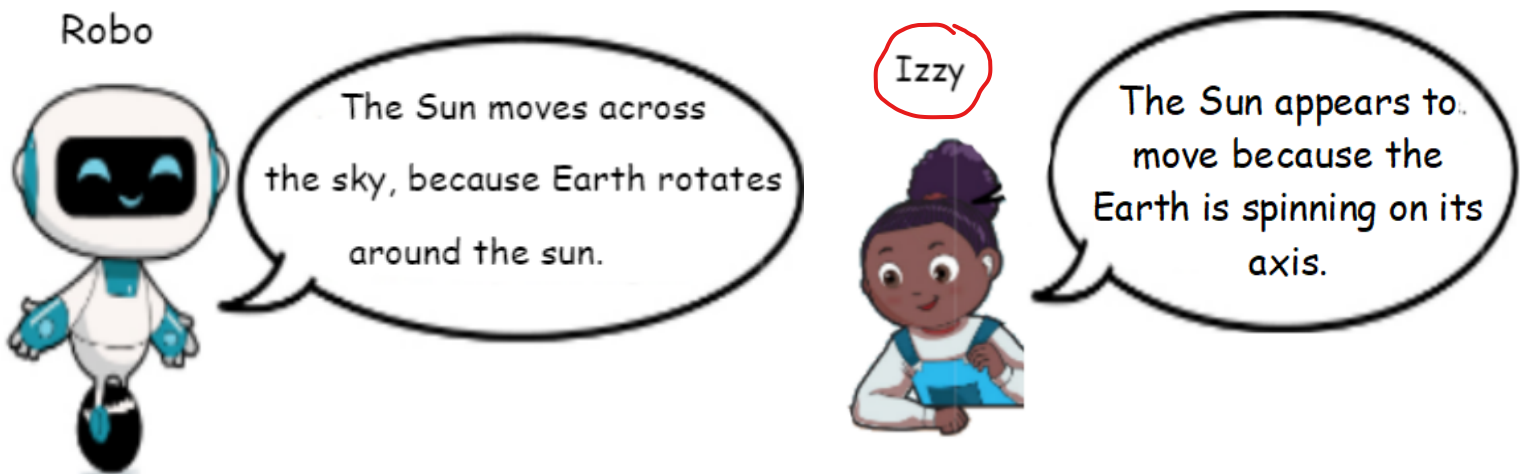 Robo
The Sun moves across
the sky, because Earth rotates
around the sun.
Izzy
The Sun appears to
move because the
Earth is spinning on its
axis.